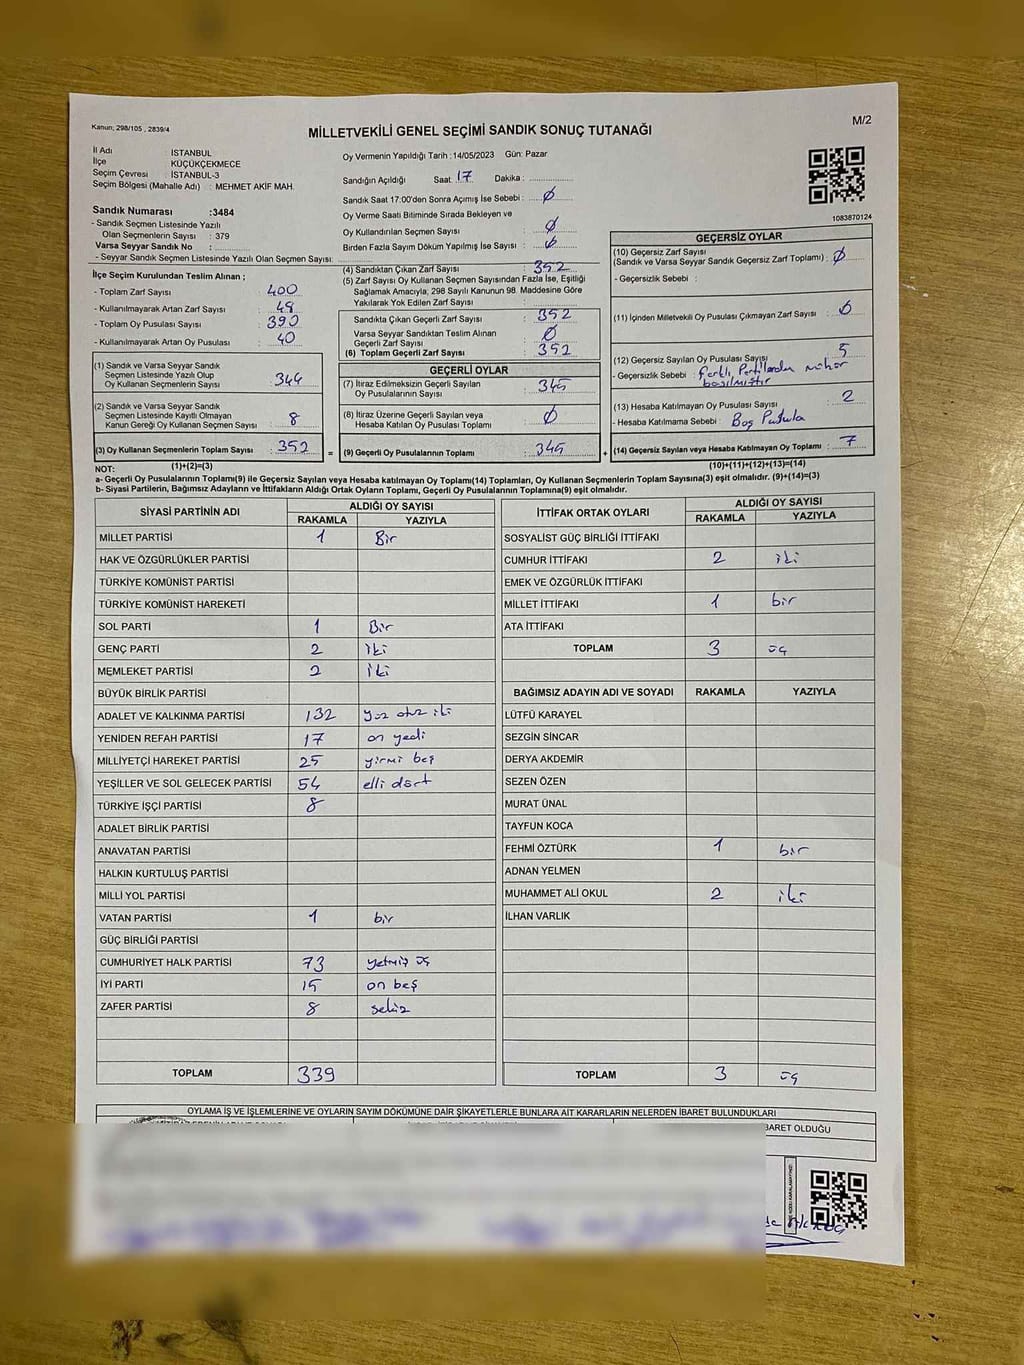 Kanun; 298/105 , 2839/4
M/2
MİLLETVEKİLİ GENEL SEÇİMİ SANDIK SONUÇ TUTANAĞI
İl Adı : İSTANBUL
İlçe : KÜÇÜKÇEKMECE
Seçim Çevresi : İSTANBUL-3
Seçim Bölgesi (Mahalle Adı) : MEHMET AKİF MAH.
Sandık Numarası :3484
- Sandık Seçmen Listesinde Yazılı
Olan Seçmenlerin Sayısı : 379
Varsa Seyyar Sandık No :
- Seyyar Sandık Seçmen Listesinde Yazılı Olan Seçmen Sayısı:
Oy Vermenin Yapıldığı Tarih :14/05/2023 Gün: Pazar
Sandığın Açıldığı Saat: 17 Dakika :
Sandık Saat 17:00'den Sonra Açımış İse Sebebi : Ø
Oy Verme Saati Bitiminde Sırada Bekleyen ve
Oy Kullandırılan Seçmen Sayısı : Ø
Birden Fazla Sayım Döküm Yapılmış İse Sayısı : Ø
1083870124
İlçe Seçim Kurulundan Teslim Alınan ;
- Toplam Zarf Sayısı : 400
- Kullanılmayarak Artan Zarf Sayısı : 48
- Toplam Oy Pusulası Sayısı : 390
- Kullanılmayarak Artan Oy Pusulası : 40
(1) Sandık ve Varsa Seyyar Sandık
Seçmen Listesinde Yazılı Olup
Oy Kullanan Seçmenlerin Sayısı : 344
(2) Sandık ve Varsa Seyyar Sandık
Seçmen Listesinde Kayıtlı Olmayan
Kanun Gereği Oy Kullanan Seçmen Sayısı : 8
(3) Oy Kullanan Seçmenlerin Toplam Sayısı : 352
(4) Sandıktan Çıkan Zarf Sayısı : 352
(5) Zarf Sayısı Oy Kullanan Seçmen Sayısından Fazla İse, Eşitliği
Sağlamak Amacıyla; 298 Sayılı Kanunun 98. Maddesine Göre
Yakılarak Yok Edilen Zarf Sayısı :
Sandıkta Çıkan Geçerli Zarf Sayısı : 352
Varsa Seyyar Sandıktan Teslim Alınan
Geçerli Zarf Sayısı : Ø
(6) Toplam Geçerli Zarf Sayısı : 352
GEÇERLİ OYLAR
(7) İtiraz Edilmeksizin Geçerli Sayılan
Oy Pusulalarının Sayısı : 345
(8) İtiraz Üzerine Geçerli Sayılan veya
Hesaba Katılan Oy Pusulası Toplamı : Ø
= (9) Geçerli Oy Pusulalarının Toplamı : 345
GEÇERSİZ OYLAR
(10) Geçersiz Zarf Sayısı
(Sandık ve Varsa Seyyar Sandık Geçersiz Zarf Toplamı) : Ø
- Geçersizlik Sebebi :
(11) İçinden Milletvekili Oy Pusulası Çıkmayan Zarf Sayısı : Ø
(12) Geçersiz Sayılan Oy Pusulası Sayısı : 5
- Geçersizlik Sebebi : farklı Partilerden mühür
basılmıştır
(13) Hesaba Katılmayan Oy Pusulası Sayısı : 2
- Hesaba Katılmama Sebebi : Boş Pusula
+ (14) Geçersiz Sayılan veya Hesaba Katılmayan Oy Toplamı : 7
NOT: (1)+(2)=(3)
(10)+(11)+(12)+(13)=(14)
a- Geçerli Oy Pusulalarının Toplamı(9) ile Geçersiz Sayılan veya Hesaba katılmayan Oy Toplamı(14) Toplamları, Oy Kullanan Seçmenlerin Toplam Sayısına(3) eşit olmalıdır. (9)+(14)=(3)
b- Siyasi Partilerin, Bağımsız Adayların ve İttifakların Aldığı Ortak Oyların Toplamı, Geçerli Oy Pusulalarının Toplamına(9) eşit olmalıdır.
SİYASİ PARTİNİN ADI ALDIĞI OY SAYISI
RAKAMLA YAZIYLA
MİLLET PARTİSİ 1 Bir
HAK VE ÖZGÜRLÜKLER PARTİSİ
TÜRKİYE KOMÜNİST PARTİSİ
TÜRKİYE KOMÜNİST HAREKETİ
SOL PARTİ 1 Bir
GENÇ PARTİ 2 iki
MEMLEKET PARTİSİ 2 iki
BÜYÜK BİRLİK PARTİSİ
ADALET VE KALKINMA PARTİSİ 132 yüz otuz iki
YENİDEN REFAH PARTİSİ 17 on yedi
MİLLİYETÇİ HAREKET PARTİSİ 25 yirmi beş
YEŞİLLER VE SOL GELECEK PARTİSİ 54 elli dört
TÜRKİYE İŞÇİ PARTİSİ 8
ADALET BİRLİK PARTİSİ
ANAVATAN PARTİSİ
HALKIN KURTULUŞ PARTİSİ
MİLLİ YOL PARTİSİ
VATAN PARTİSİ 1 bir
GÜÇ BİRLİĞİ PARTİSİ
CUMHURİYET HALK PARTİSİ 73 yetmiş üç
İYİ PARTİ 15 on beş
ZAFER PARTİSİ 8 sekiz
TOPLAM 339
İTTİFAK ORTAK OYLARI ALDIĞI OY SAYISI
RAKAMLA YAZIYLA
SOSYALİST GÜÇ BİRLİĞİ İTTİFAKI
CUMHUR İTTİFAKI 2 iki
EMEK VE ÖZGÜRLÜK İTTİFAKI
MİLLET İTTİFAKI 1 bir
ATA İTTİFAKI
TOPLAM 3 üç
BAĞIMSIZ ADAYIN ADI VE SOYADI RAKAMLA YAZIYLA
LÜTFÜ KARAYEL
SEZGİN SİNCAR
DERYA AKDEMİR
SEZEN ÖZEN
MURAT ÜNAL
TAYFUN KOCA
FEHMİ ÖZTÜRK 1 bir
ADNAN YELMEN
MUHAMMET ALİ OKUL 2 iki
İLHAN VARLIK
TOPLAM 3 üç
OYLAMA İŞ VE İŞLEMLERİNE VE OYLARIN SAYIM DÖKÜMÜNE DAİR ŞİKAYETLERLE BUNLARA AİT KARARLARIN NELERDEN İBARET BULUNDUKLARI
BARET OLDUĞU